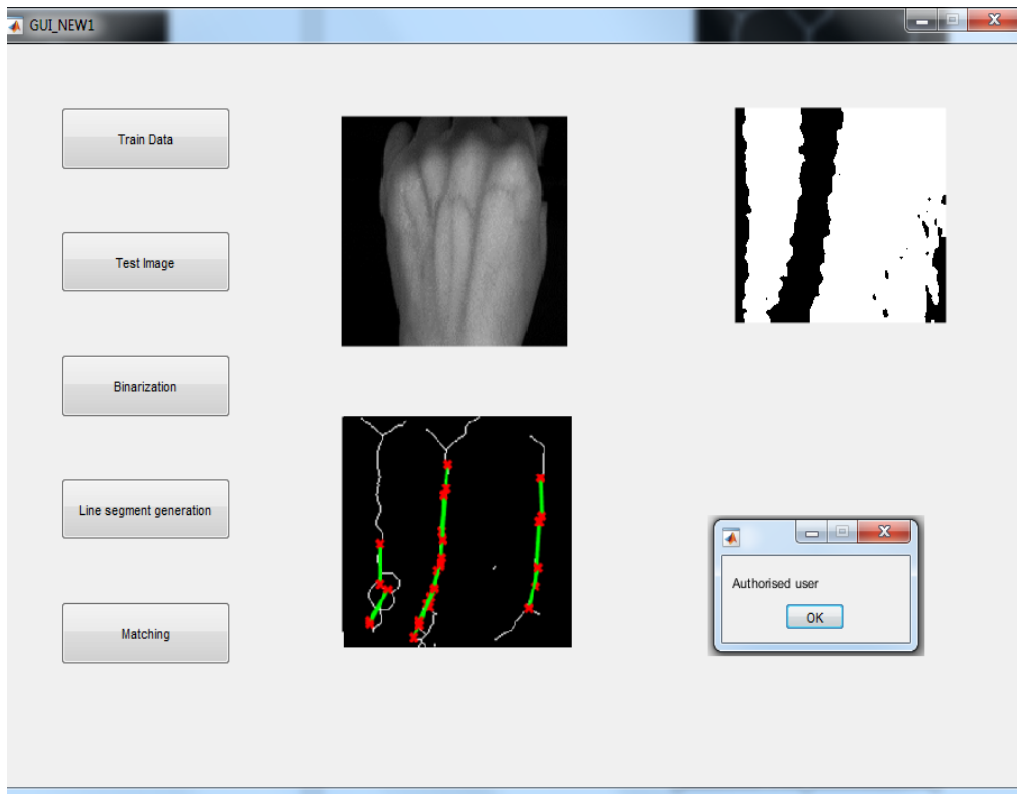 GUI_NEW1
Train Data
Test Image
Binarization
Line segment generation
Matching
Authorised user
OK